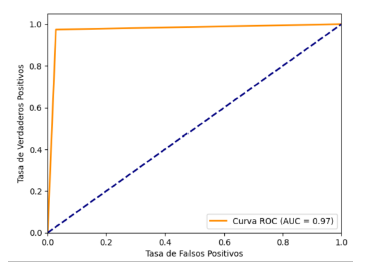 1.0
0.8
0.6
0.4
0.2
0.0
Tasa de Verdaderos Positivos
Curva ROC (AUC = 0.97)
0.0 0.2 0.4 0.6 0.8 1.0
Tasa de Falsos Positivos